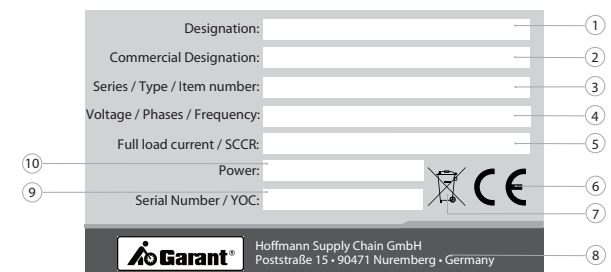 Designation: 1
Commercial Designation: 2
Series / Type / Item number: 3
Voltage / Phases / Frequency: 4
Full load current / SCCR: 5
10 Power:
9 Serial Number / YOC:
CE 6
7
Garant®
Hoffmann Supply Chain GmbH
Poststraße 15 • 90471 Nuremberg • Germany 8